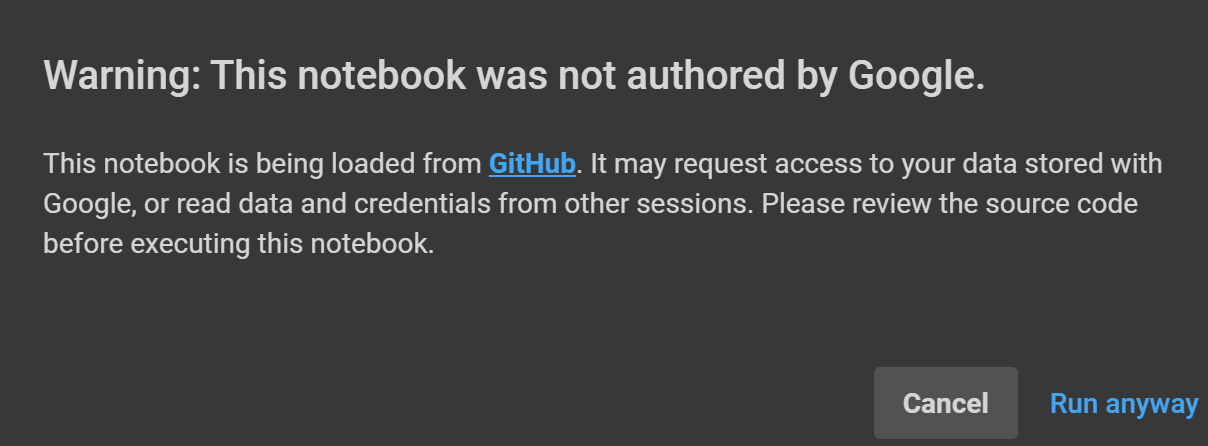 Warning: This notebook was not authored by Google.
This notebook is being loaded from GitHub. It may request access to your data stored with
Google, or read data and credentials from other sessions. Please review the source code
before executing this notebook.
Cancel
Run anyway